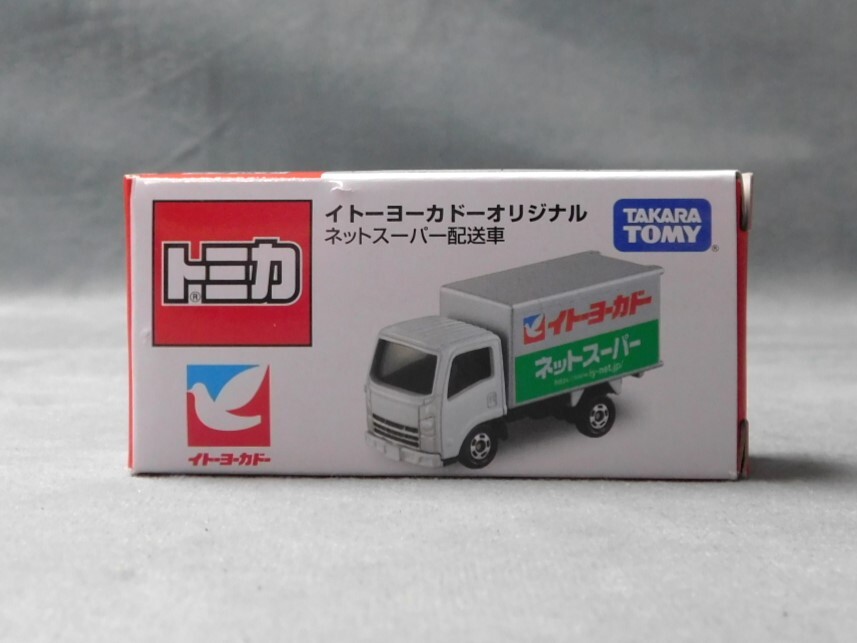 イトーヨーカドーオリジナル
ネットスーパー配送車
TAKARA
TOMY
®
トミカ
®
イトーヨーカドー
イトーヨーカドー
ネットスーパー